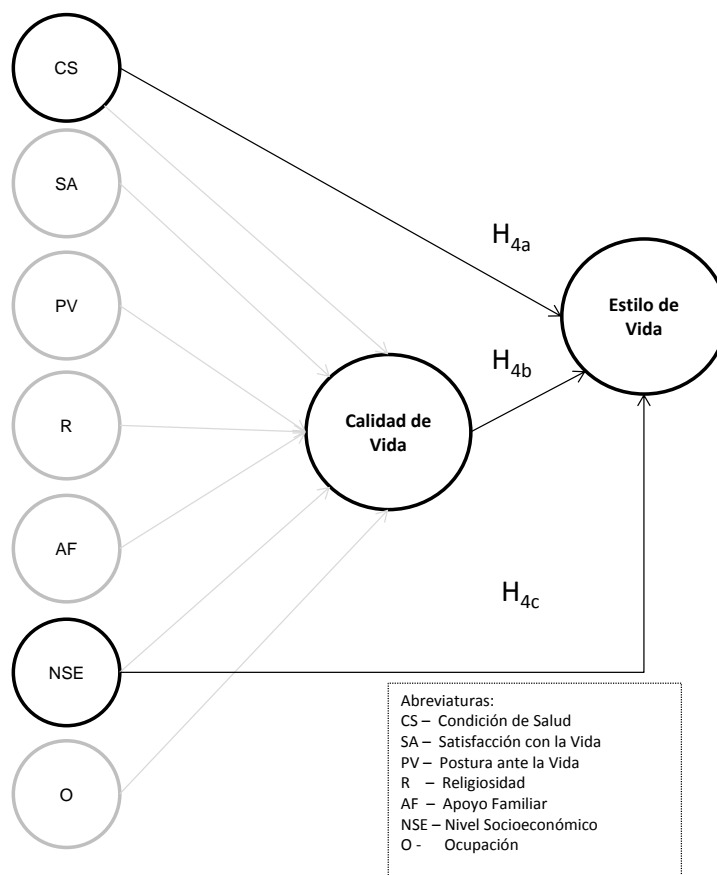 CS
SA
H4a
PV
Estilo de
Vida
H4b
R
Calidad de
Vida
AF
H4c
NSE
Abreviaturas:
CS – Condición de Salud
SA – Satisfacción con la Vida
PV – Postura ante la Vida
R – Religiosidad
AF – Apoyo Familiar
NSE – Nivel Socioeconómico
O - Ocupación
O